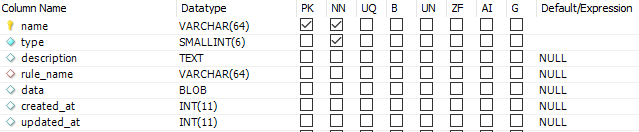 Column Name Datatype PK NN UQ B UN ZF AI G Default/Expression
name VARCHAR(64)
type SMALLINT(6)
description TEXT NULL
rule_name VARCHAR(64) NULL
data BLOB NULL
created_at INT(11) NULL
updated_at INT(11) NULL